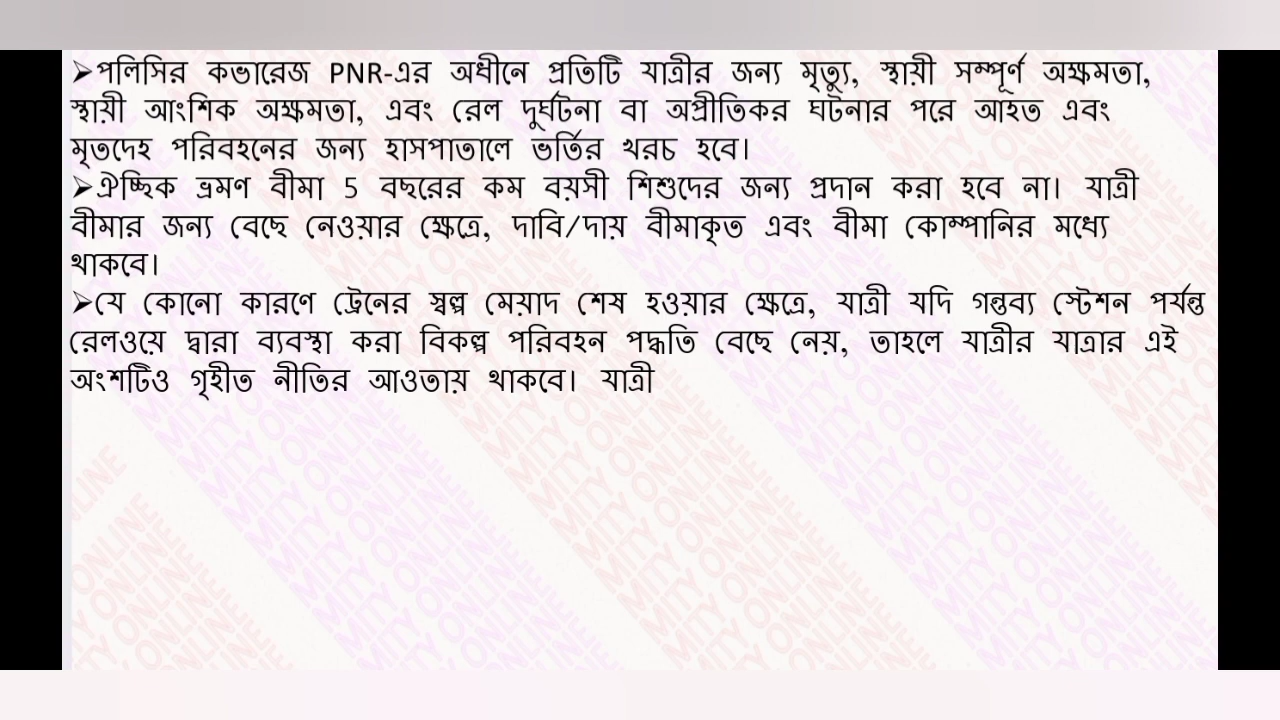 ➢পলিসির কভারেজ PNR-এর অধীনে প্রতিটি যাত্রীর জন্য মৃত্যু, স্থায়ী সম্পূর্ণ অক্ষমতা,
স্থায়ী আংশিক অক্ষমতা, এবং রেল দুর্ঘটনা বা অপ্রীতিকর ঘটনার পরে আহত এবং
মৃতদেহ পরিবহনের জন্য হাসপাতালে ভর্তির খরচ হবে।
➢ঐচ্ছিক ভ্রমণ বীমা 5 বছরের কম বয়সী শিশুদের জন্য প্রদান করা হবে না। যাত্রী
বীমার জন্য বেছে নেওয়ার ক্ষেত্রে, দাবি/দায় বীমাকৃত এবং বীমা কোম্পানির মধ্যে
থাকবে।
➢যে কোনো কারণে ট্রেনের স্বল্প মেয়াদ শেষ হওয়ার ক্ষেত্রে, যাত্রী যদি গন্তব্য স্টেশন পর্যন্ত
রেলওয়ে দ্বারা ব্যবস্থা করা বিকল্প পরিবহন পদ্ধতি বেছে নেয়, তাহলে যাত্রীর যাত্রার এই
অংশটিও গৃহীত নীতির আওতায় থাকবে। যাত্রী
MITTY ONLINE